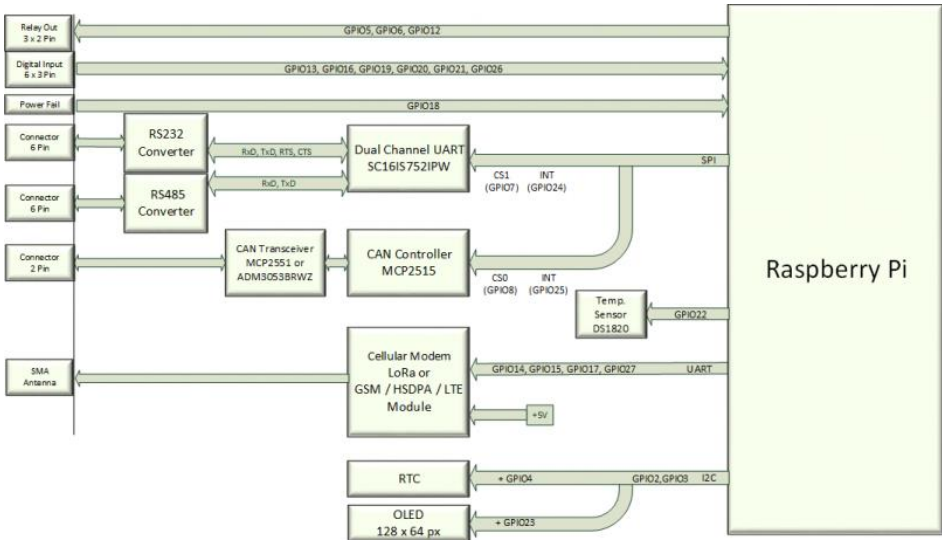 Relay Out
3 x 2 Pin
GPIO5, GPIO6, GPIO12
Digital Input
6 x 3 Pin
GPIO13, GPIO16, GPIO19, GPIO20, GPIO21, GPIO26
Power Fail
GPIO18
Connector
6 Pin
RS232
Converter
RxD, TxD, RTS, CTS
Dual Channel UART
SC16IS752IPW
SPI
CS1
(GPIO7)
INT
(GPIO24)
Connector
6 Pin
RS485
Converter
RxD, TxD
Connector
2 Pin
CAN Transceiver
MCP2551 or
ADM3053BRWZ
CAN Controller
MCP2515
CS0
(GPIO8)
INT
(GPIO25)
Raspberry Pi
Temp.
Sensor
DS1820
GPIO22
SMA
Antenna
Cellular Modem
LoRa or
GSM / HSDPA / LTE
Module
GPIO14, GPIO15, GPIO17, GPIO27
UART
+5V
RTC
+ GPIO4
GPIO2,GPIO3
I2C
OLED
128 x 64 px
+ GPIO23